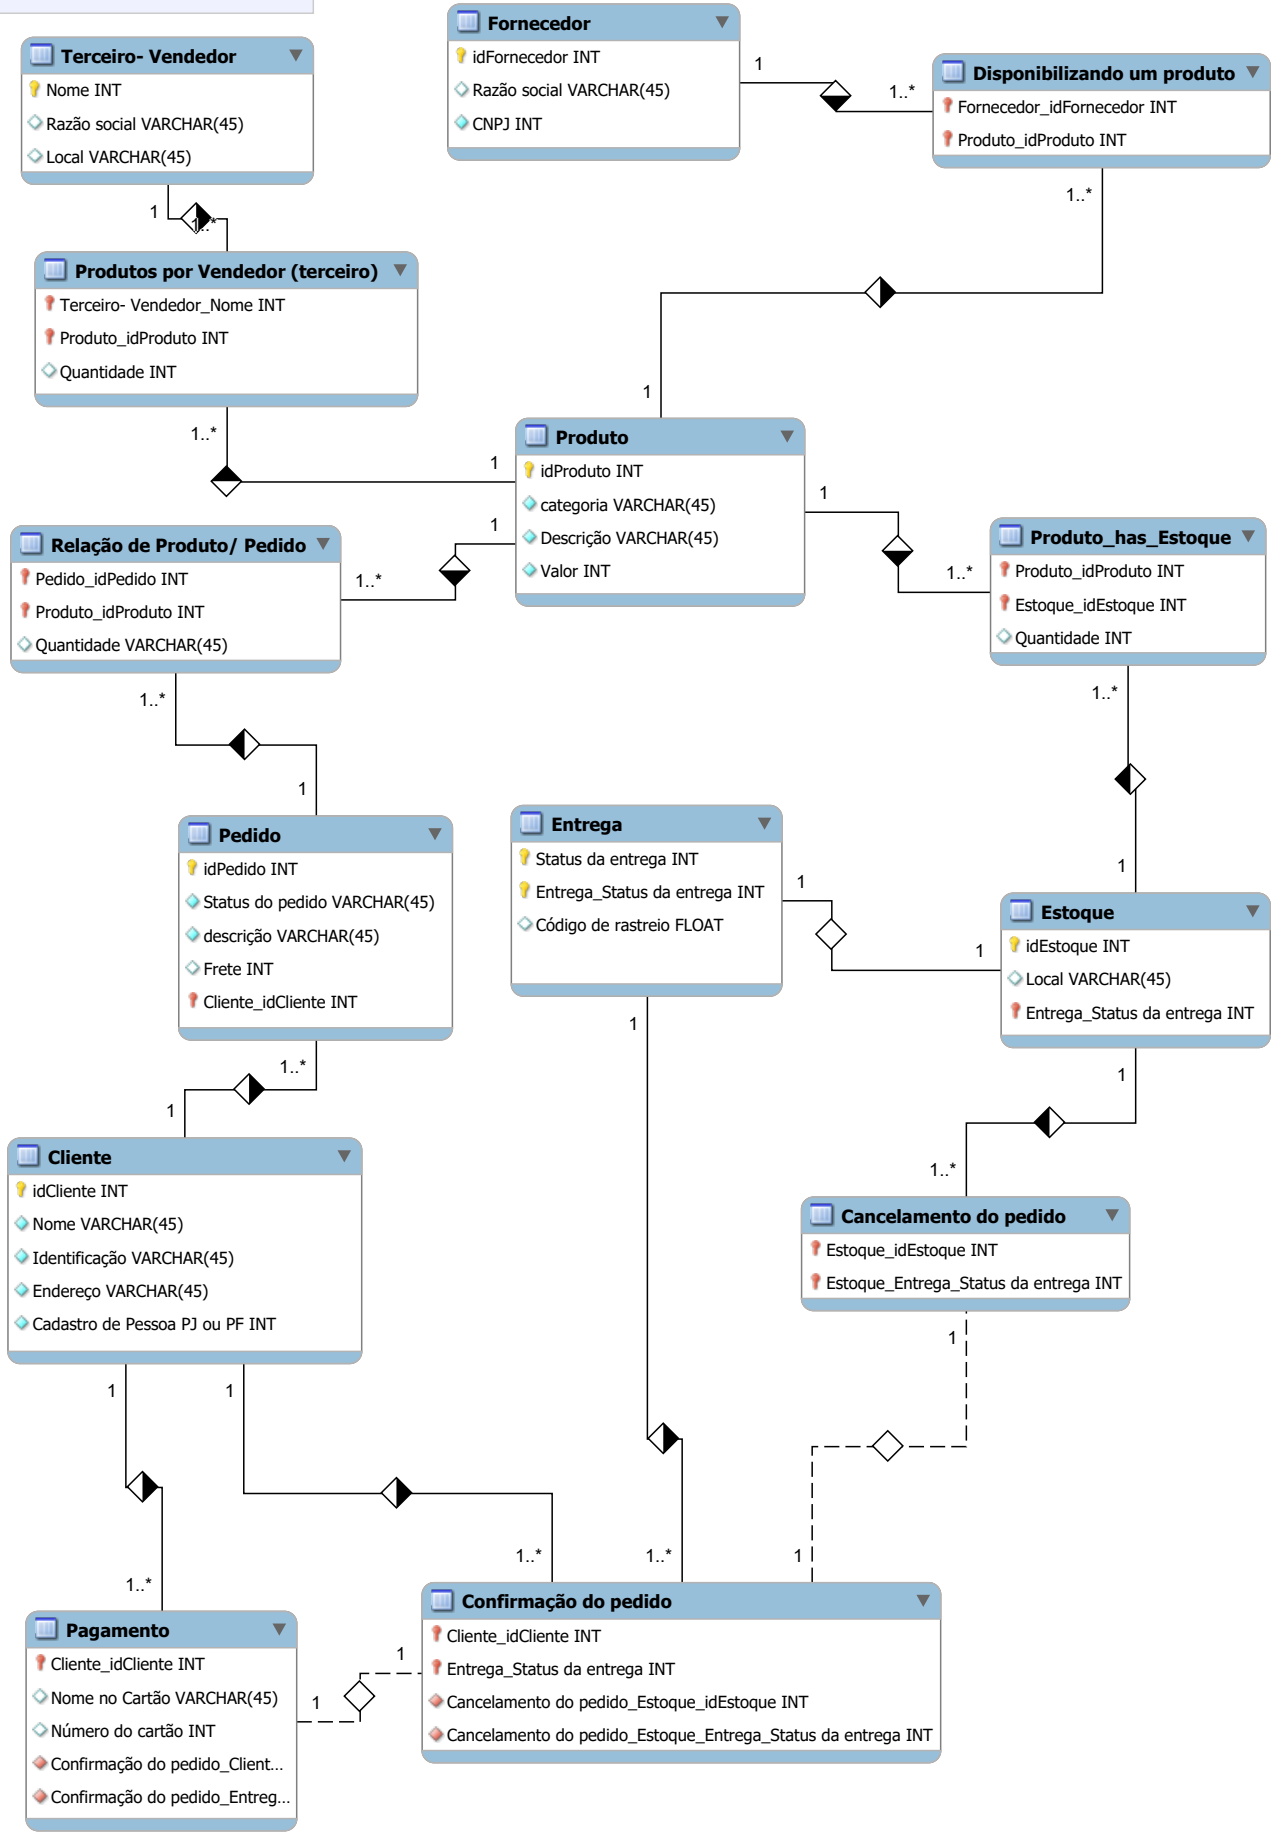 Terceiro- Vendedor
Nome INT
Razão social VARCHAR(45)
Local VARCHAR(45)
Fornecedor
idFornecedor INT
Razão social VARCHAR(45)
CNPJ INT
1
1..*
Disponibilizando um produto
Fornecedor_idFornecedor INT
Produto_idProduto INT
1..*
1
1
1..*
Produtos por Vendedor (terceiro)
Terceiro- Vendedor_Nome INT
Produto_idProduto INT
Quantidade INT
1..*
1
Produto
idProduto INT
categoria VARCHAR(45)
Descrição VARCHAR(45)
Valor INT
1
1..*
1
1..*
Relação de Produto/ Pedido
Pedido_idPedido INT
Produto_idProduto INT
Quantidade VARCHAR(45)
1..*
1
Produto_has_Estoque
Produto_idProduto INT
Estoque_idEstoque INT
Quantidade INT
1..*
1
Pedido
idPedido INT
Status do pedido VARCHAR(45)
descrição VARCHAR(45)
Frete INT
Cliente_idCliente INT
1..*
1
Entrega
Status da entrega INT
Entrega_Status da entrega INT
Código de rastreio FLOAT
1
1
1
Estoque
idEstoque INT
Local VARCHAR(45)
Entrega_Status da entrega INT
1
1..*
Cliente
idCliente INT
Nome VARCHAR(45)
Identificação VARCHAR(45)
Endereço VARCHAR(45)
Cadastro de Pessoa PJ ou PF INT
1
1
Cancelamento do pedido
Estoque_idEstoque INT
Estoque_Entrega_Status da entrega INT
1
1..*
1..*
1..*
1
Pagamento
Cliente_idCliente INT
Nome no Cartão VARCHAR(45)
Número do cartão INT
Confirmação do pedido_Client...
Confirmação do pedido_Entreg...
1
1
Confirmação do pedido
Cliente_idCliente INT
Entrega_Status da entrega INT
Cancelamento do pedido_Estoque_idEstoque INT
Cancelamento do pedido_Estoque_Entrega_Status da entrega INT